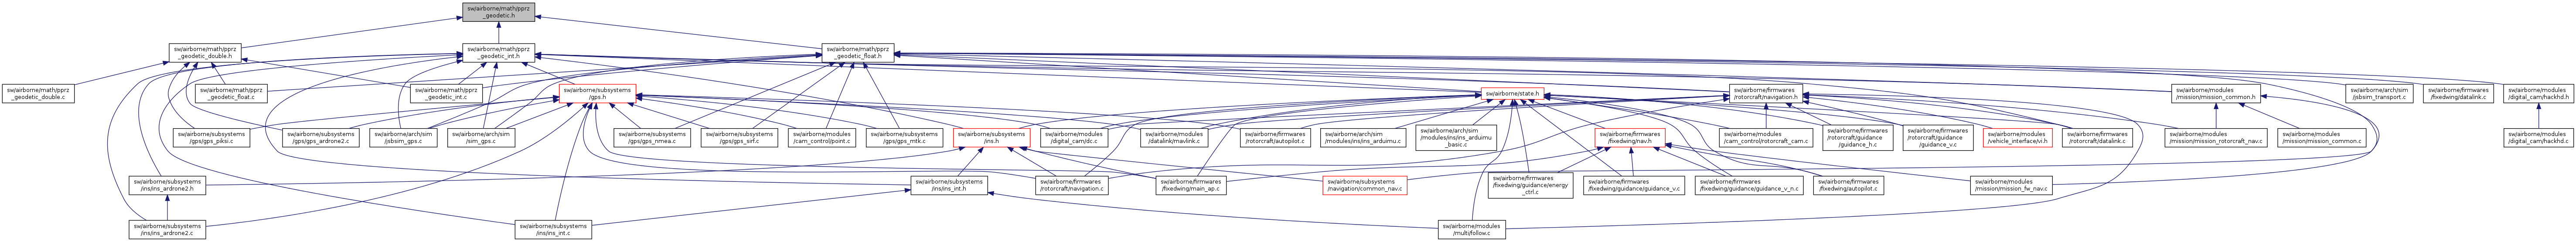 sw/airborne/math/pprz
_geodetic.h
sw/airborne/math/pprz
_geodetic_double.h
sw/airborne/math/pprz
_geodetic_int.h
sw/airborne/math/pprz
_geodetic_float.h
sw/airborne/math/pprz
_geodetic_double.c
sw/airborne/math/pprz
_geodetic_float.c
sw/airborne/math/pprz
_geodetic_int.c
sw/airborne/subsystems
/gps.h
sw/airborne/state.h
sw/airborne/firmwares
/rotorcraft/navigation.h
sw/airborne/modules
/mission/mission_common.h
sw/airborne/arch/sim
/jsbsim_transport.c
sw/airborne/firmwares
/fixedwing/datalink.c
sw/airborne/modules
/digital_cam/hackhd.h
sw/airborne/subsystems
/gps/gps_piksi.c
sw/airborne/subsystems
/gps/gps_ardrone2.c
sw/airborne/arch/sim
/jsbsim_gps.c
sw/airborne/arch/sim
/sim_gps.c
sw/airborne/subsystems
/gps/gps_nmea.c
sw/airborne/subsystems
/gps/gps_sirf.c
sw/airborne/modules
/cam_control/point.c
sw/airborne/subsystems
/gps/gps_mtk.c
sw/airborne/subsystems
/ins.h
sw/airborne/modules
/digital_cam/dc.c
sw/airborne/modules
/datalink/mavlink.c
sw/airborne/firmwares
/rotorcraft/autopilot.c
sw/airborne/arch/sim
/modules/ins/ins_arduimu.c
sw/airborne/arch/sim
/modules/ins/ins_arduimu
_basic.c
sw/airborne/firmwares
/fixedwing/nav.h
sw/airborne/modules
/cam_control/rotorcraft_cam.c
sw/airborne/firmwares
/rotorcraft/guidance
/guidance_h.c
sw/airborne/firmwares
/rotorcraft/guidance
/guidance_v.c
sw/airborne/modules
/vehicle_interface/vi.h
sw/airborne/firmwares
/rotorcraft/datalink.c
sw/airborne/modules
/mission/mission_rotorcraft_nav.c
sw/airborne/modules
/mission/mission_common.c
sw/airborne/modules
/digital_cam/hackhd.c
sw/airborne/subsystems
/ins/ins_ardrone2.h
sw/airborne/subsystems
/ins/ins_int.h
sw/airborne/firmwares
/rotorcraft/navigation.c
sw/airborne/firmwares
/fixedwing/main_ap.c
sw/airborne/subsystems
/navigation/common_nav.c
sw/airborne/firmwares
/fixedwing/guidance/energy
_ctrl.c
sw/airborne/firmwares
/fixedwing/guidance/guidance_v.c
sw/airborne/firmwares
/fixedwing/guidance/guidance_v_n.c
sw/airborne/firmwares
/fixedwing/autopilot.c
sw/airborne/modules
/mission/mission_fw_nav.c
sw/airborne/subsystems
/ins/ins_ardrone2.c
sw/airborne/subsystems
/ins/ins_int.c
sw/airborne/modules
/multi/follow.c